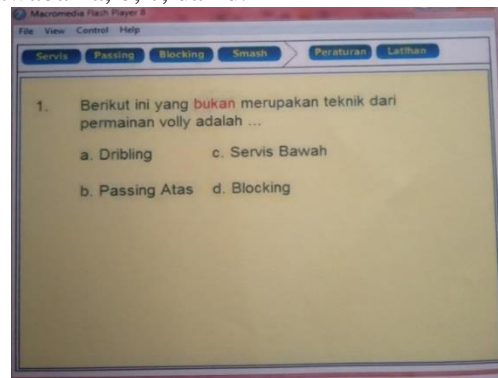 Macromedia Flash Player 8
File View Control Help
Servis Passing Blocking Smash Peraturan Latihan
1. Berikut ini yang bukan merupakan teknik dari
permainan volly adalah ...
a. Dribling c. Servis Bawah
b. Passing Atas d. Blocking